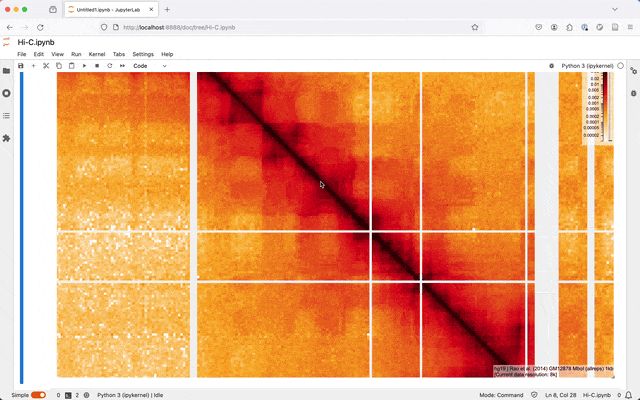 Untitled1.ipynb - JupyterLab
http://localhost:8888/doc/tree/Hi-C.ipynb
Hi-C.ipynb
File Edit View Run Kernel Tabs Settings Help
Code
Python 3 (ipykernel)
0.02
0.01
0.005
0.002
0.001
0.0005
0.0002
0.0001
0.00005
0.00002
hg19 | Rao et al. (2014) GM12878 MboI (allreps) 1kb
[Current data resolution: 8k]
Simple 0 2 Python 3 (ipykernel) | Idle Mode: Command Ln 8, Col 28 Hi-C.ipynb 0